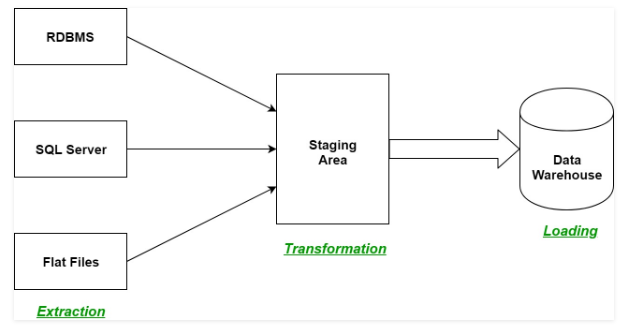 RDBMS
SQL Server
Flat Files
Extraction
Staging
Area
Transformation
Data
Warehouse
Loading